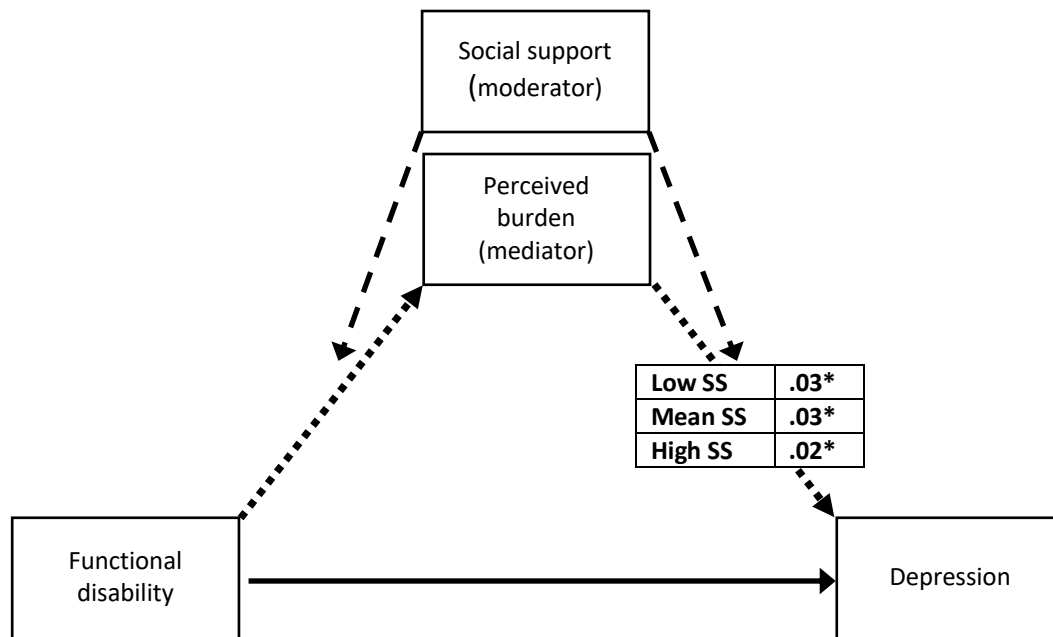 Social support
(moderator)
Perceived
burden
(mediator)
Low SS .03*
Mean SS .03*
High SS .02*
Functional
disability
Depression